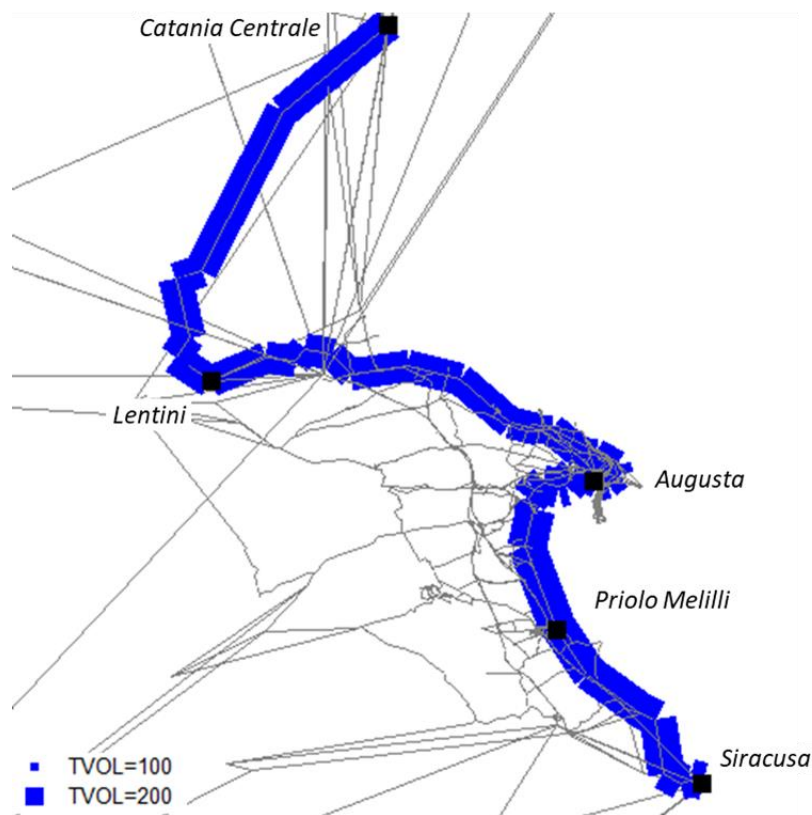 Catania Centrale
Lentini
Augusta
Priolo Melilli
Siracusa
TVOL=100
TVOL=200